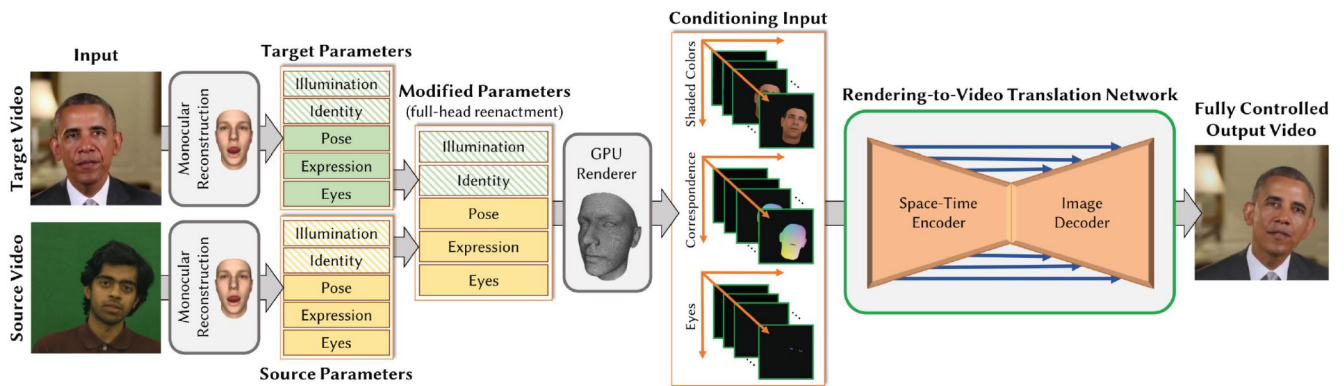 Input
Target Video
Monocular
Reconstruction
Target Parameters
Illumination
Identity
Pose
Expression
Eyes
Source Video
Monocular
Reconstruction
Illumination
Identity
Pose
Expression
Eyes
Source Parameters
Modified Parameters
(full-head reenactment)
Illumination
Identity
Pose
Expression
Eyes
GPU
Renderer
Conditioning Input
Shaded Colors
Correspondence
Eyes
Rendering-to-Video Translation Network
Space-Time
Encoder
Image
Decoder
Fully Controlled
Output Video